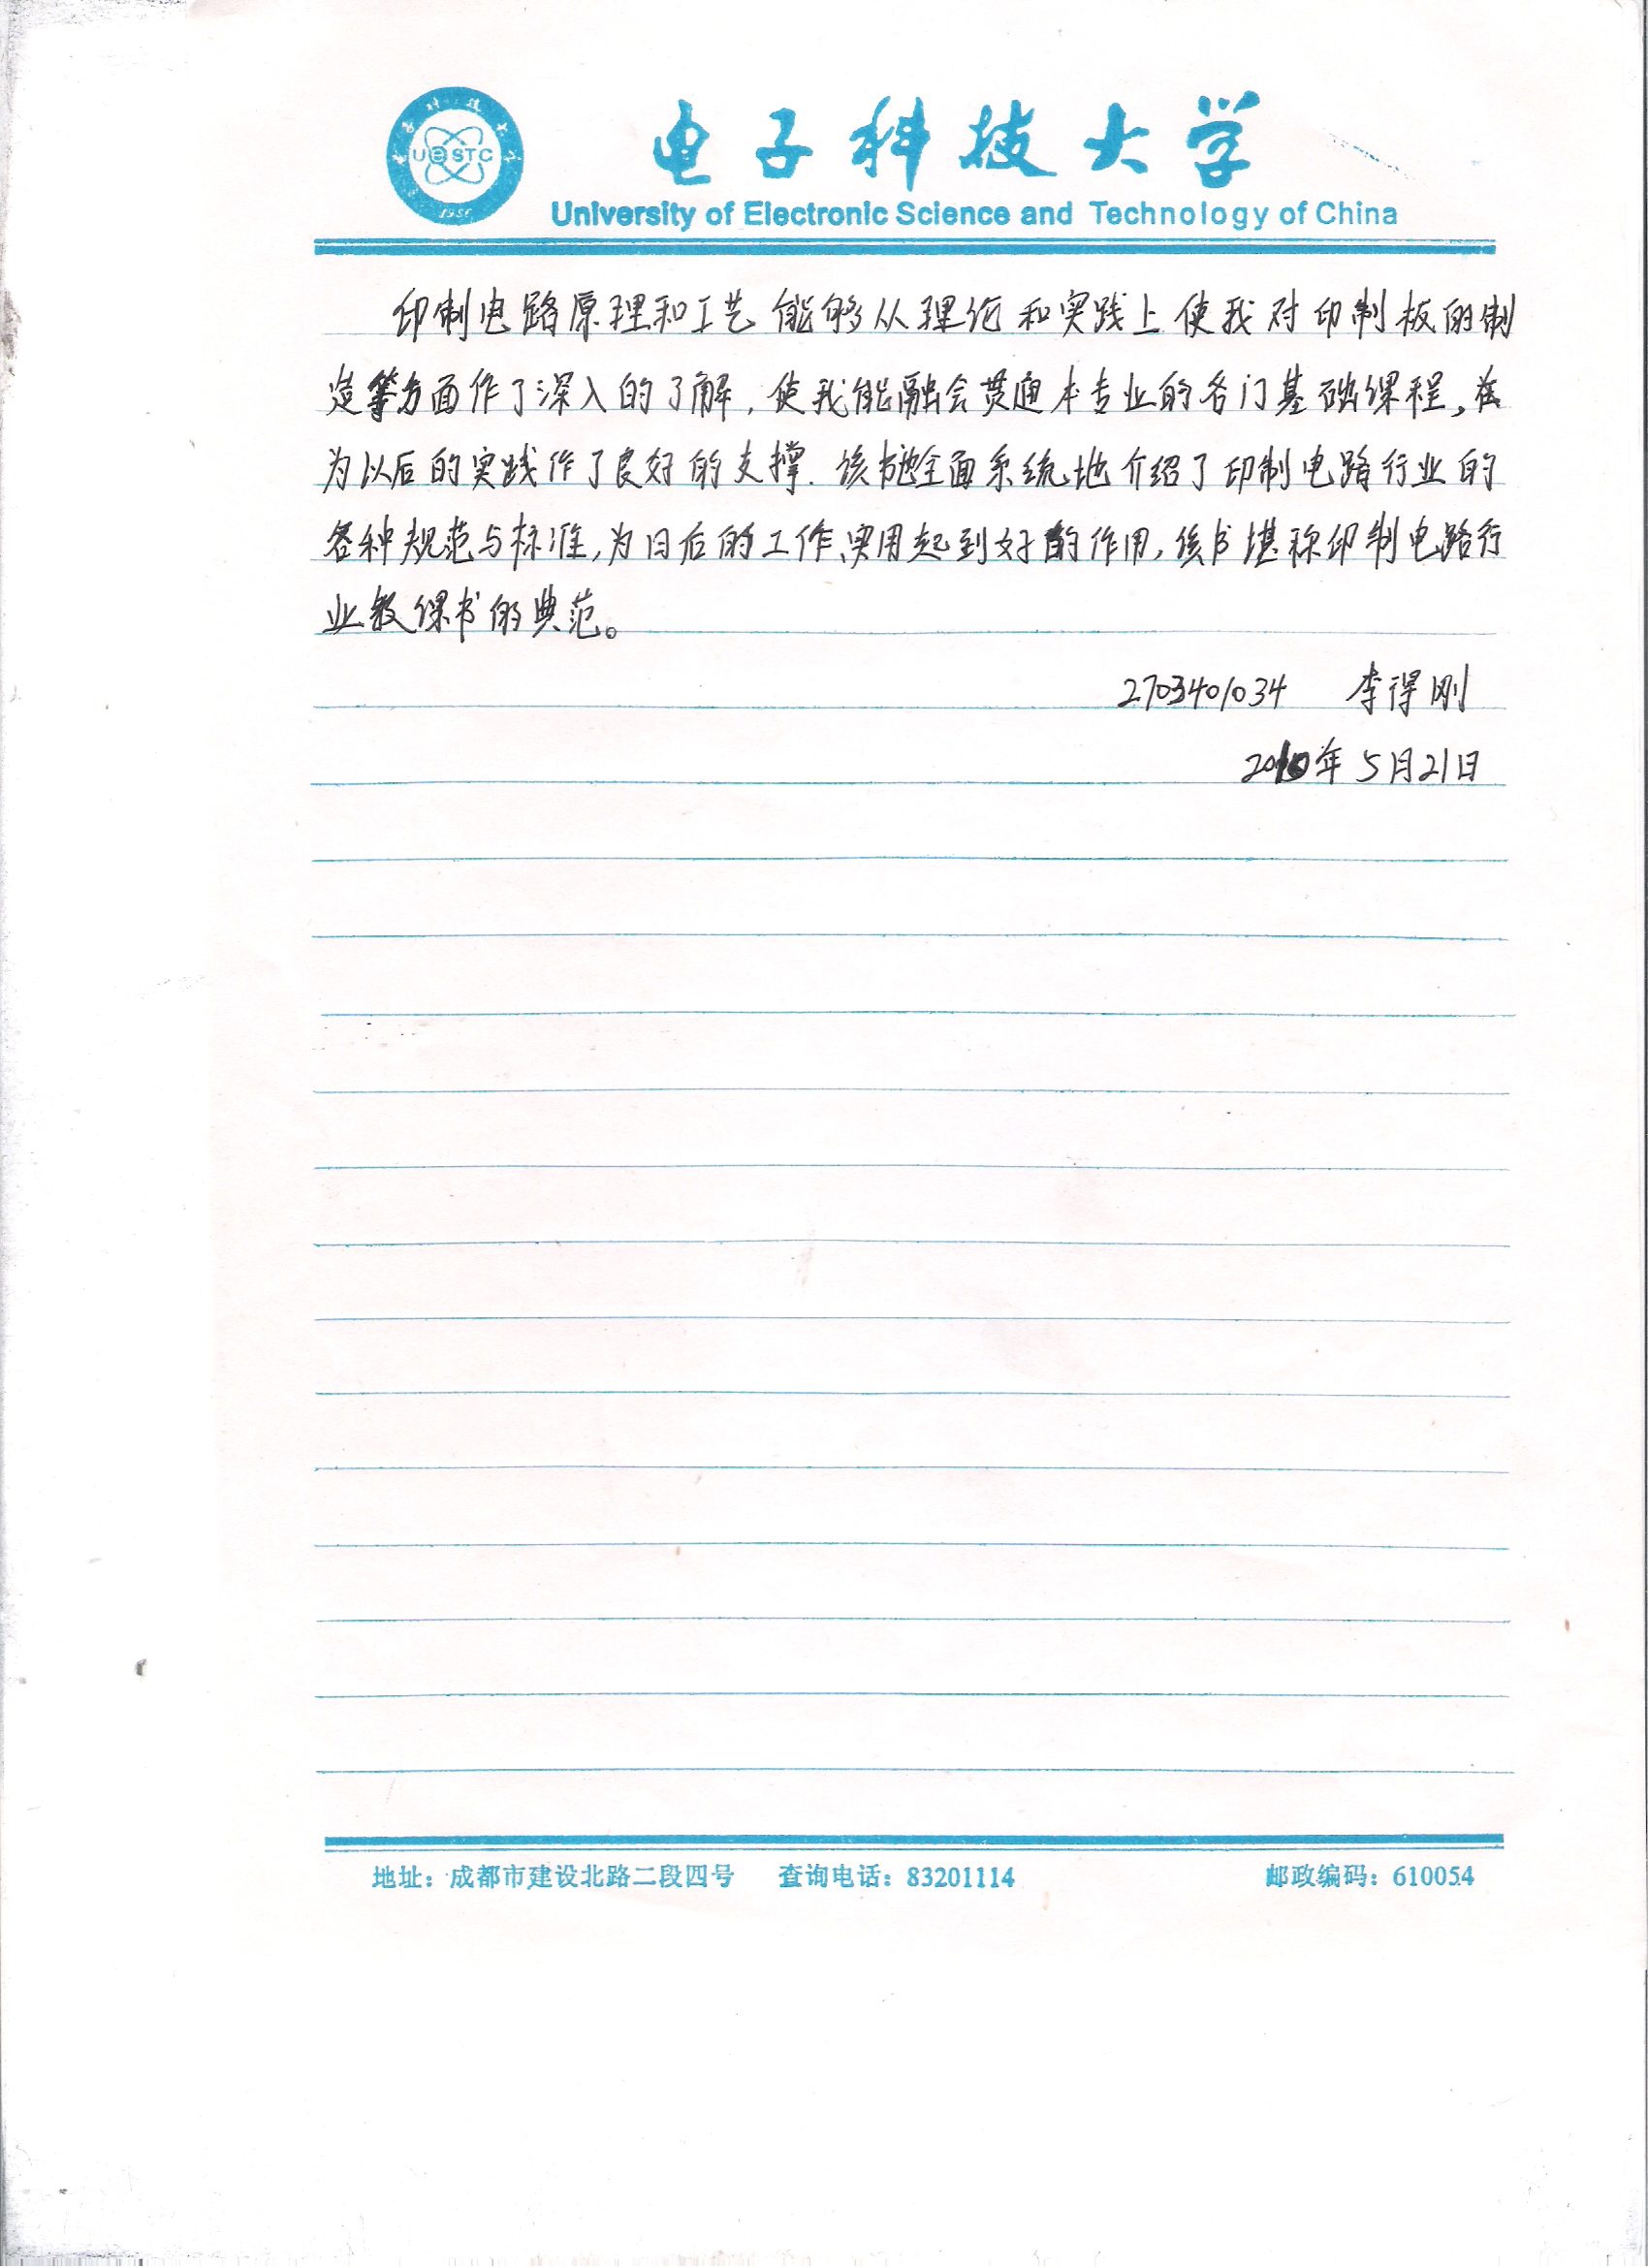 UESTC
1956
电子科技大学
University of Electronic Science and Technology of China
印制电路原理和工艺能够从理论和实践上使我对印制板的制
造等方面作了深入的了解,使我能融会贯通本专业的各门基础课程,在
为以后的实践作了良好的支撑.该书把全面系统地介绍了印制电路行业的
各种规范与标准,为日后的工作、实用起到好的作用,该书堪称印制电路行
业教课书的典范。
2703401034 李得刚
2010年5月21日
地址：成都市建设北路二段四号 查询电话：83201114 邮政编码：610054